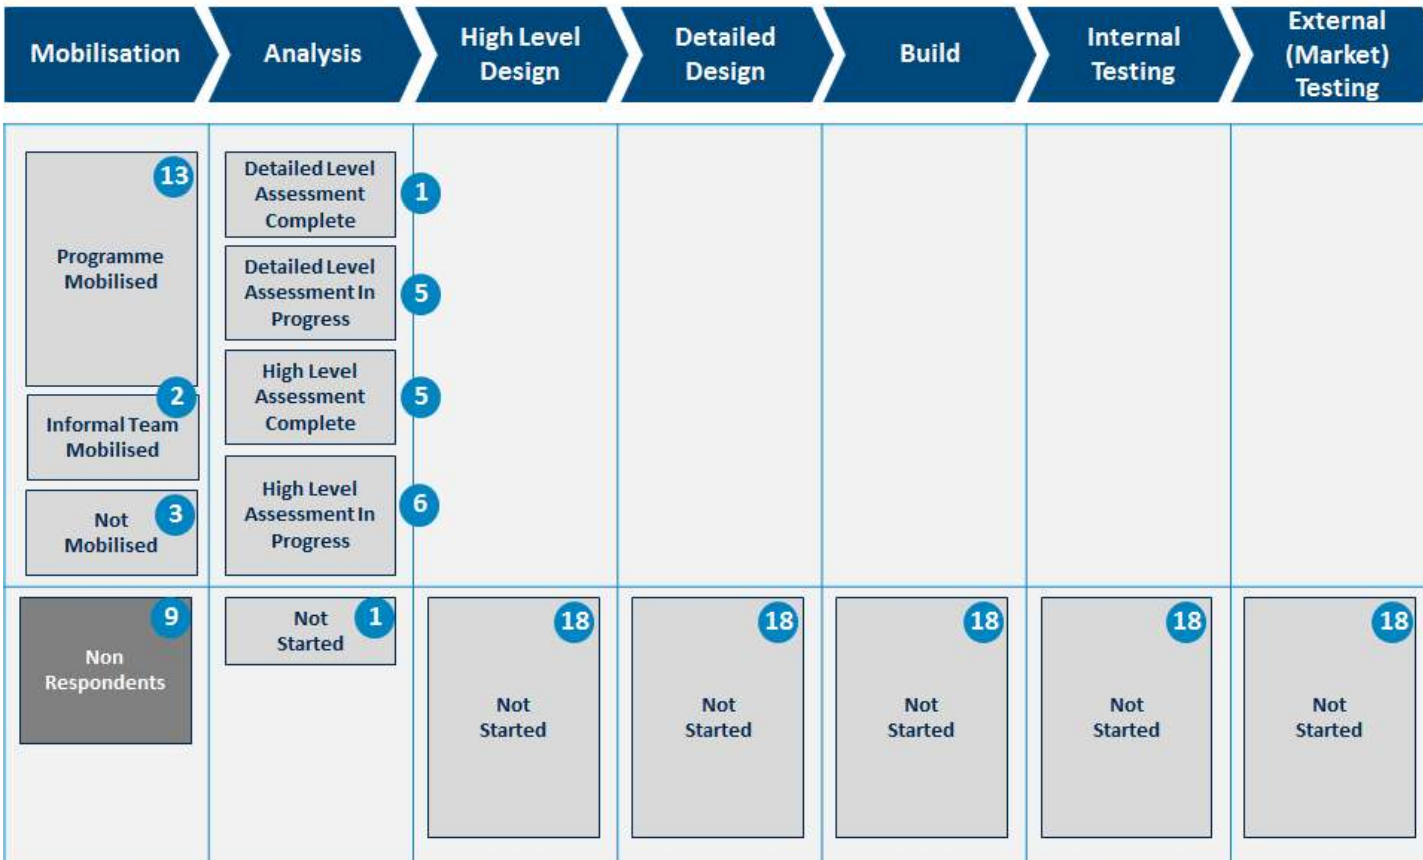 Mobilisation
Analysis
High Level
Design
Detailed
Design
Build
Internal
Testing
External
(Market)
Testing
13
Programme
Mobilised
2
Informal Team
Mobilised
3
Not
Mobilised
Detailed Level
Assessment
Complete
1
Detailed Level
Assessment In
Progress
5
High Level
Assessment
Complete
5
High Level
Assessment In
Progress
6
9
Non
Respondents
Not
Started
1
18
Not
Started
18
Not
Started
18
Not
Started
18
Not
Started
18
Not
Started